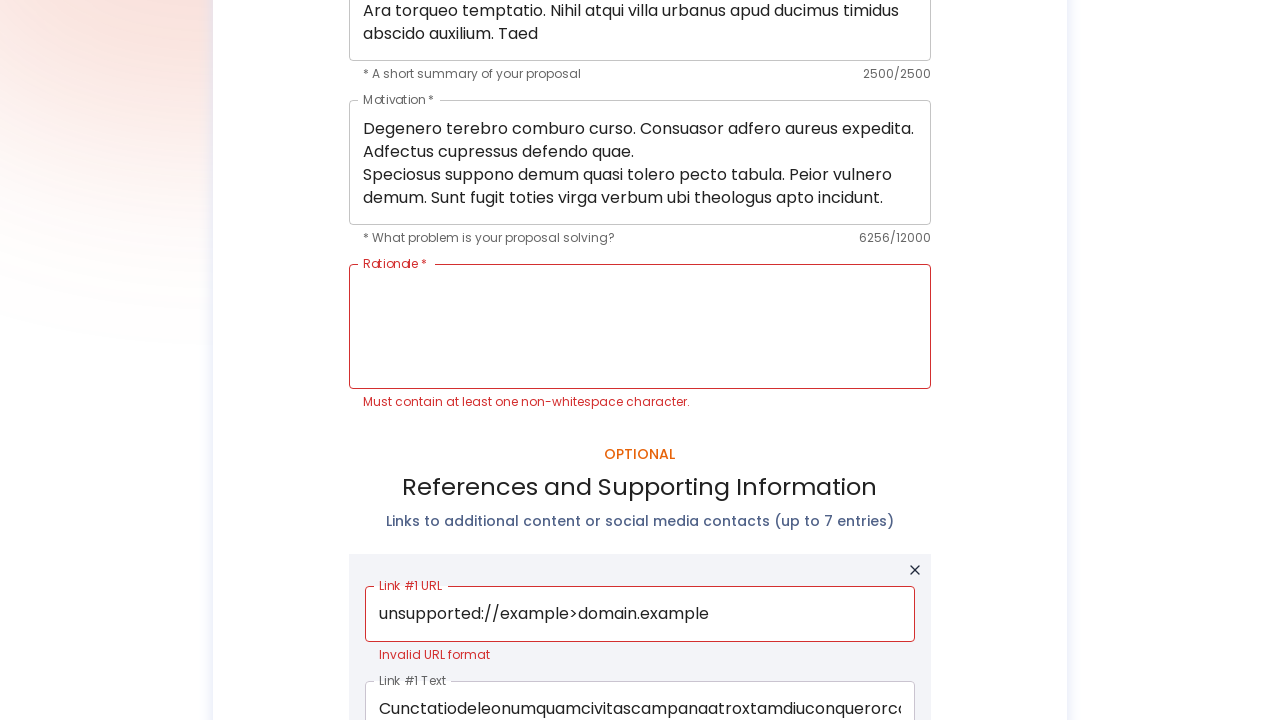 Ara torqueo temptatio. Nihil atqui villa urbanus apud ducimus timidus
abscido auxilium. Taed
* A short summary of your proposal 2500/2500
Motivation *
Degenero terebro comburo curso. Consuasor adfero aureus expedita.
Adfectus cupressus defendo quae.
Speciosus suppono demum quasi tolero pecto tabula. Peior vulnero
demum. Sunt fugit toties virga verbum ubi theologus apto incidunt.
* What problem is your proposal solving? 6256/12000
Rationale *
Must contain at least one non-whitespace character.
OPTIONAL
References and Supporting Information
Links to additional content or social media contacts (up to 7 entries)
Link #1 URL
unsupported://example>domain.example
Invalid URL format
Link #1 Text